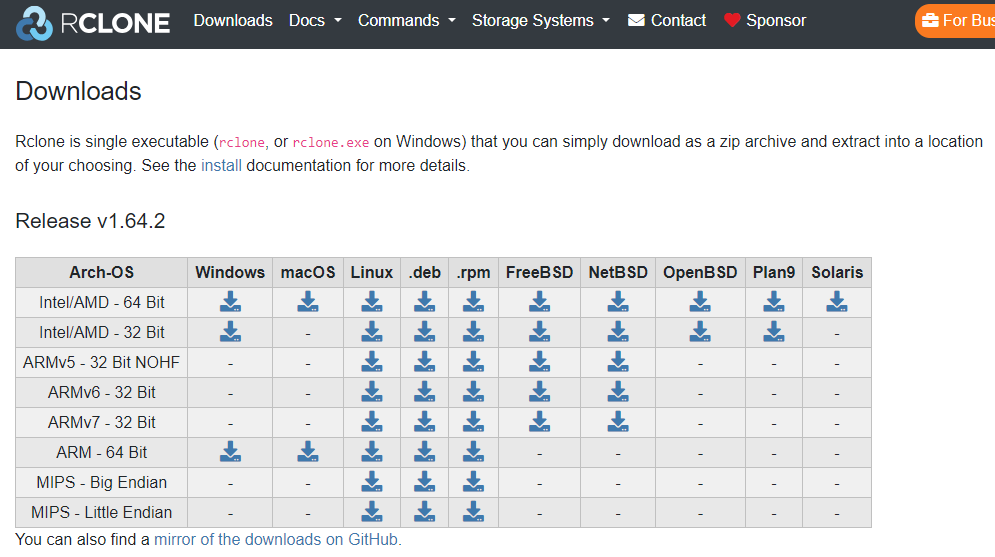 RCLONE Downloads Docs Commands Storage Systems Contact Sponsor For Bus
Downloads
Rclone is single executable (rclone, or rclone.exe on Windows) that you can simply download as a zip archive and extract into a location
of your choosing. See the install documentation for more details.
Release v1.64.2
Arch-OS Windows macOS Linux .deb .rpm FreeBSD NetBSD OpenBSD Plan9 Solaris
Intel/AMD - 64 Bit
Intel/AMD - 32 Bit - -
ARMv5 - 32 Bit NOHF - - - - -
ARMv6 - 32 Bit - - - - -
ARMv7 - 32 Bit - - - - -
ARM - 64 Bit - - - - -
MIPS - Big Endian - - - - - - -
MIPS - Little Endian - - - - - - -
You can also find a mirror of the downloads on GitHub.